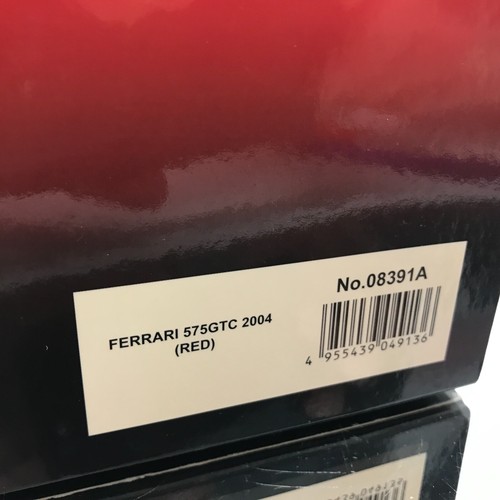 No.08391A
FERRARI 575GTC 2004
(RED)
4 955439 049136